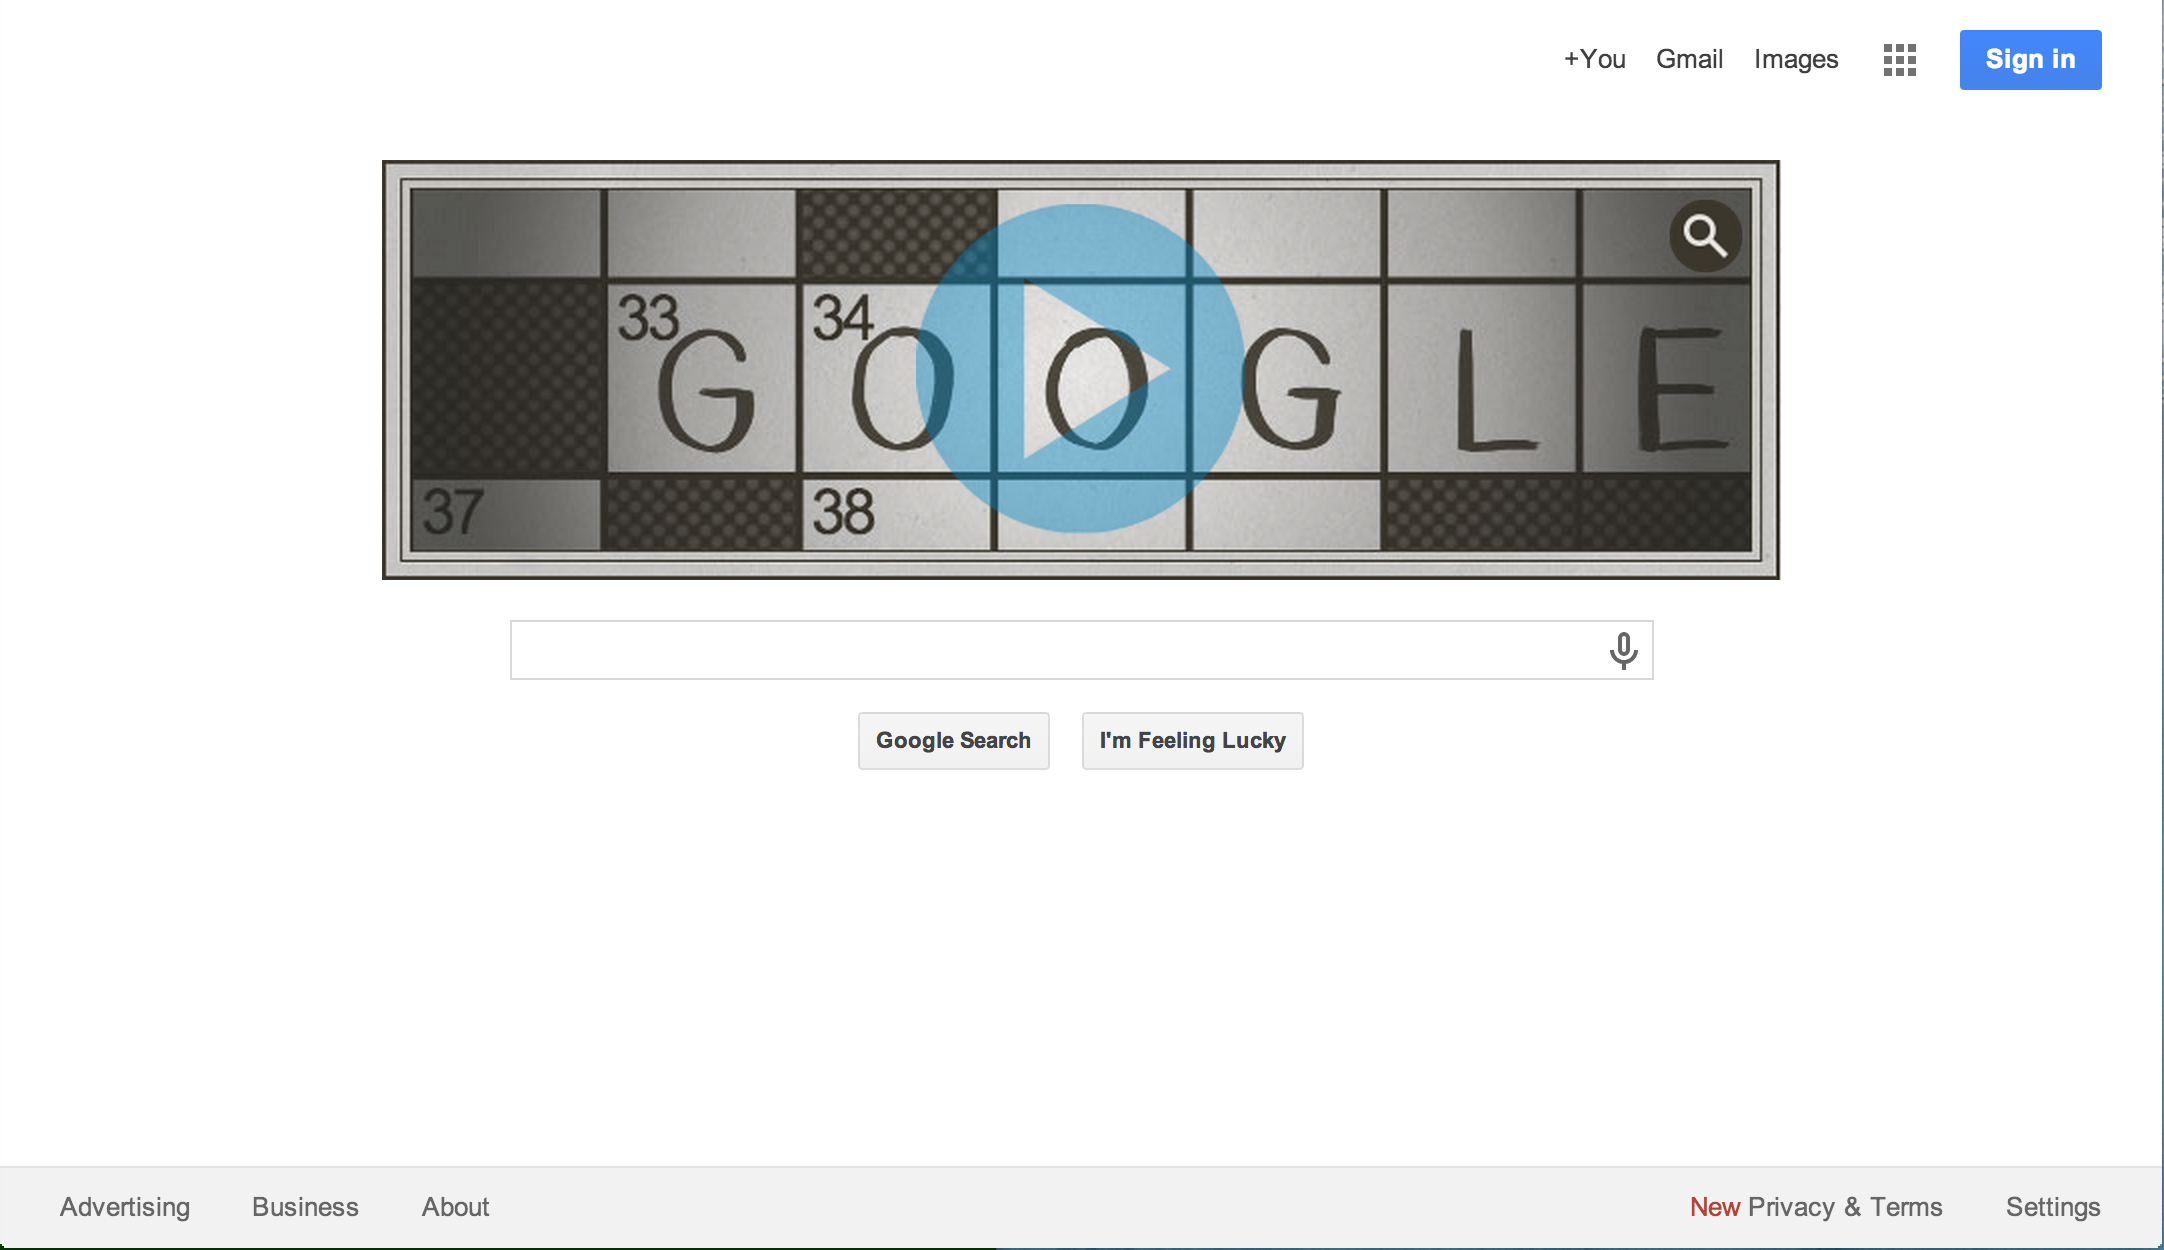 +You Gmail Images Sign in
33 34
GOOGLE
37 38
Google Search I'm Feeling Lucky
Advertising Business About New Privacy & Terms Settings